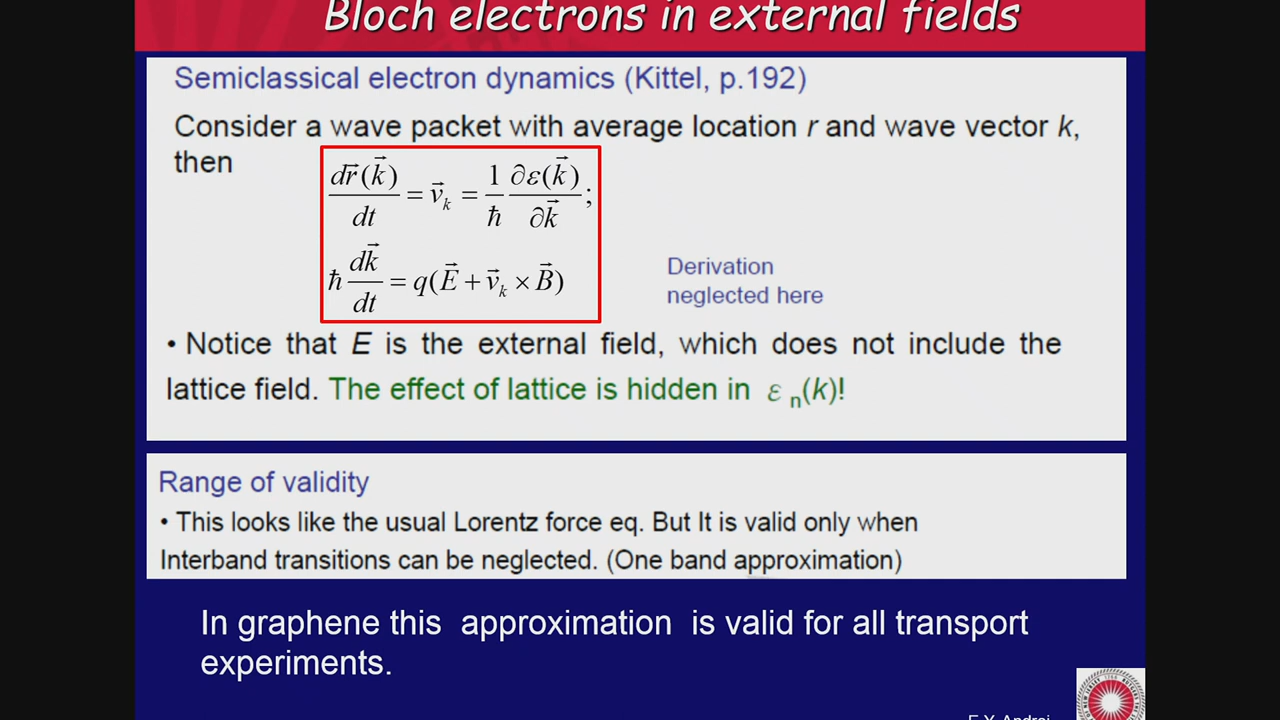 Bloch electrons in external fields
Semiclassical electron dynamics (Kittel, p.192)
Consider a wave packet with average location r and wave vector k,
then
dr⃗(k⃗)/dt = v⃗ₖ = 1/ħ ∂ε(k⃗)/∂k⃗;
ħ dk⃗/dt = q(E⃗ + v⃗ₖ × B⃗)
Derivation
neglected here
• Notice that E is the external field, which does not include the
lattice field. The effect of lattice is hidden in ε n(k)!
Range of validity
• This looks like the usual Lorentz force eq. But It is valid only when
Interband transitions can be neglected. (One band approximation)
In graphene this approximation is valid for all transport
experiments.
E.Y. Andrei